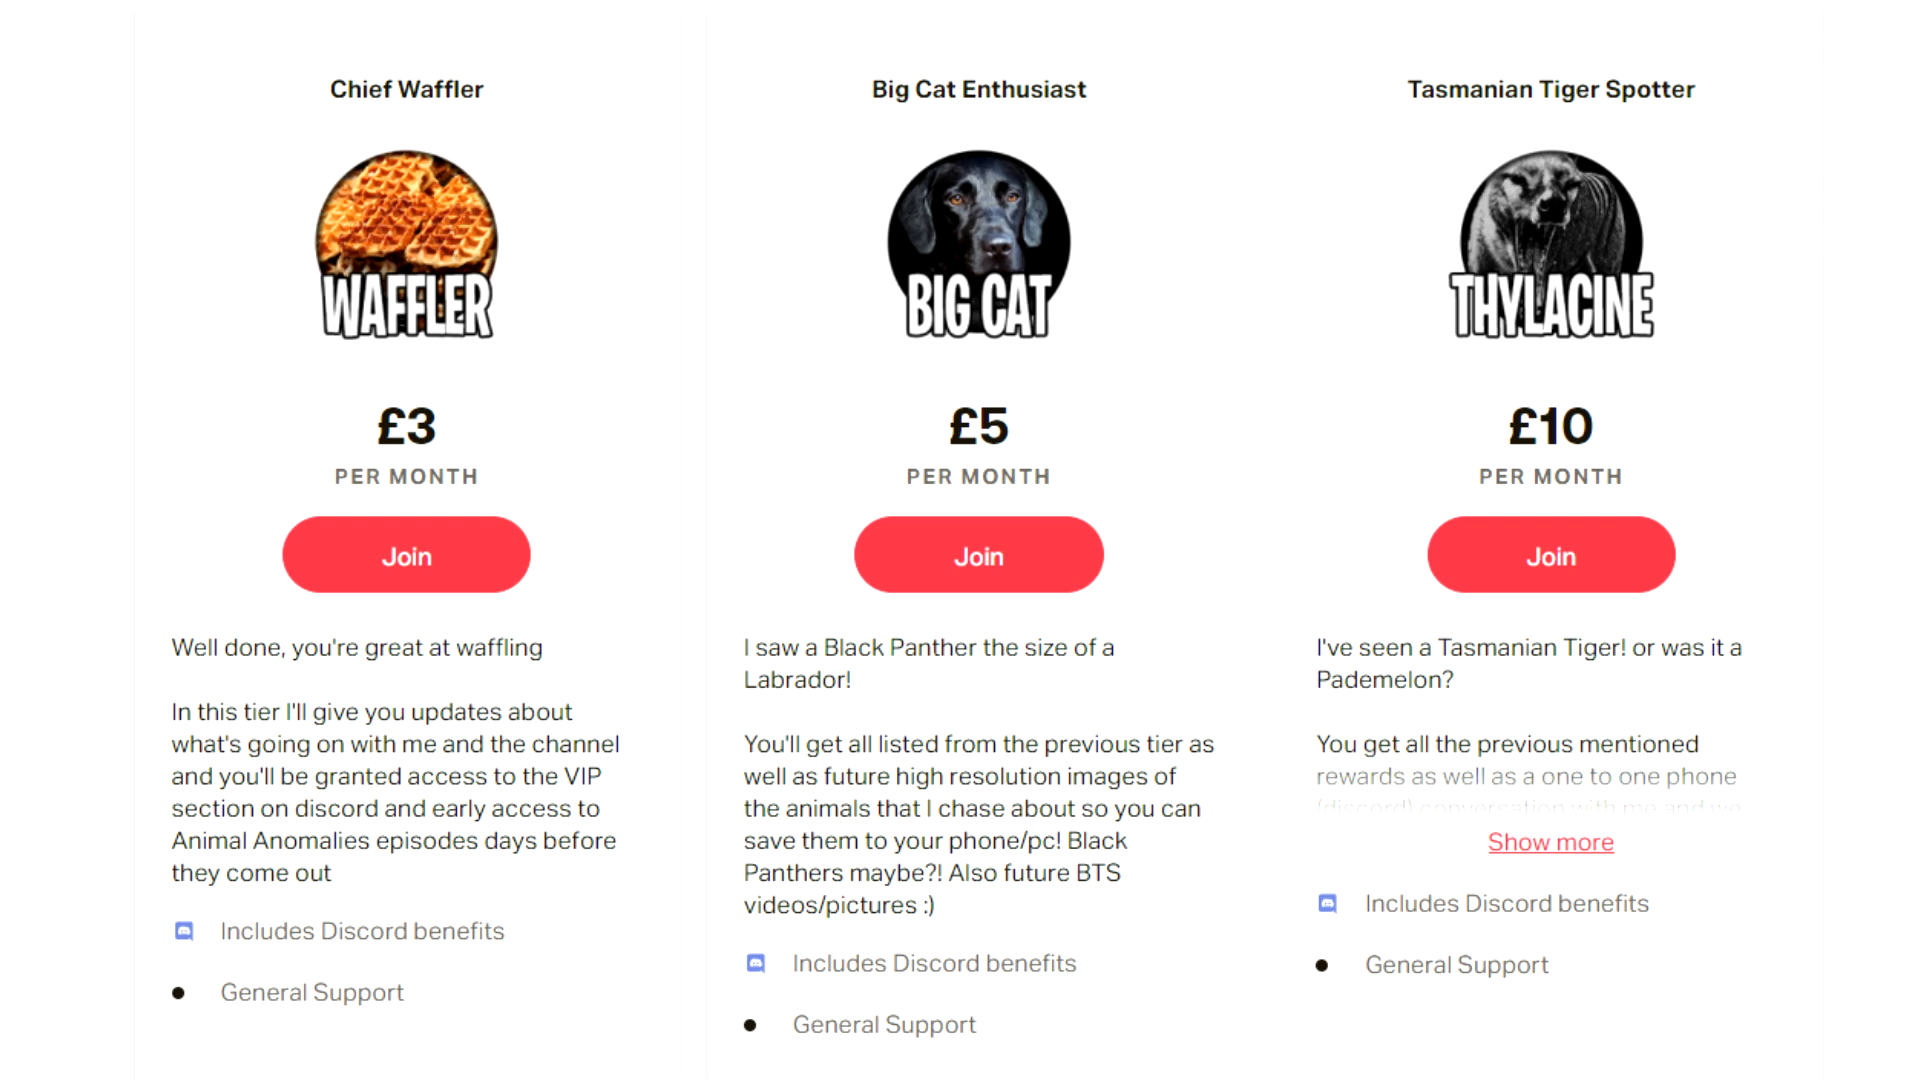 Chief Waffler
WAFFLER
£3
PER MONTH
Join
Well done, you're great at waffling
In this tier I'll give you updates about
what's going on with me and the channel
and you'll be granted access to the VIP
section on discord and early access to
Animal Anomalies episodes days before
they come out
Includes Discord benefits
General Support
Big Cat Enthusiast
BIG CAT
£5
PER MONTH
Join
I saw a Black Panther the size of a
Labrador!
You'll get all listed from the previous tier as
well as future high resolution images of
the animals that I chase about so you can
save them to your phone/pc! Black
Panthers maybe?! Also future BTS
videos/pictures :)
Includes Discord benefits
General Support
Tasmanian Tiger Spotter
THYLACINE
£10
PER MONTH
Join
I've seen a Tasmanian Tiger! or was it a
Pademelon?
You get all the previous mentioned
rewards as well as a one to one phone
(discord) conversation with me and we
Show more
Includes Discord benefits
General Support